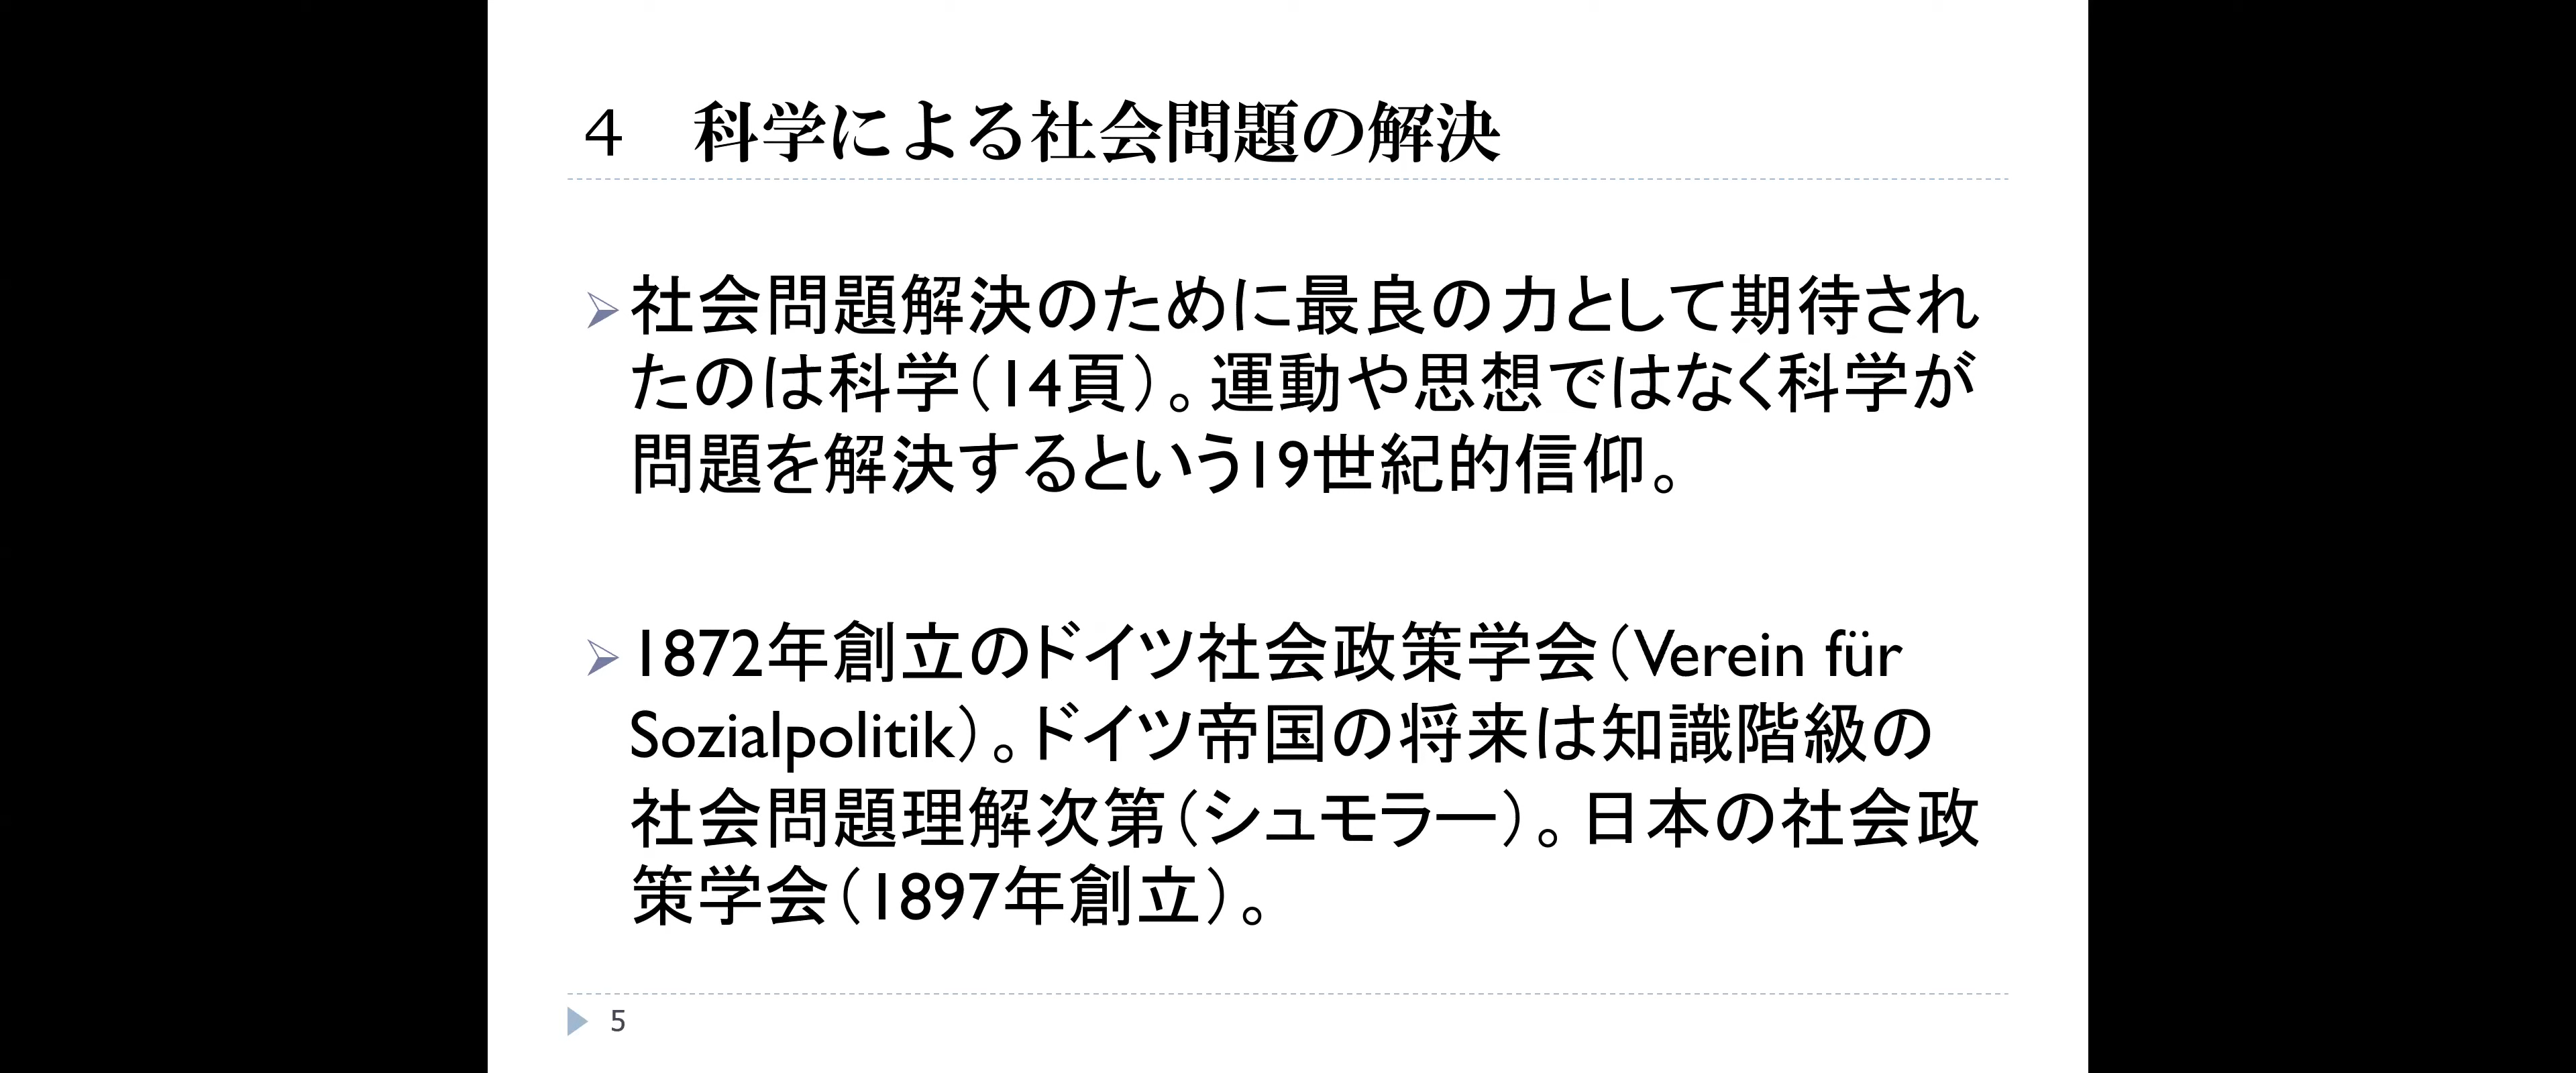 ４　科学による社会問題の解決
社会問題解決のために最良の力として期待され
たのは科学（14頁）。運動や思想ではなく科学が
問題を解決するという19世紀的信仰。
1872年創立のドイツ社会政策学会（Verein für
Sozialpolitik）。ドイツ帝国の将来は知識階級の
社会問題理解次第（シュモラー）。日本の社会政
策学会（1897年創立）。
5